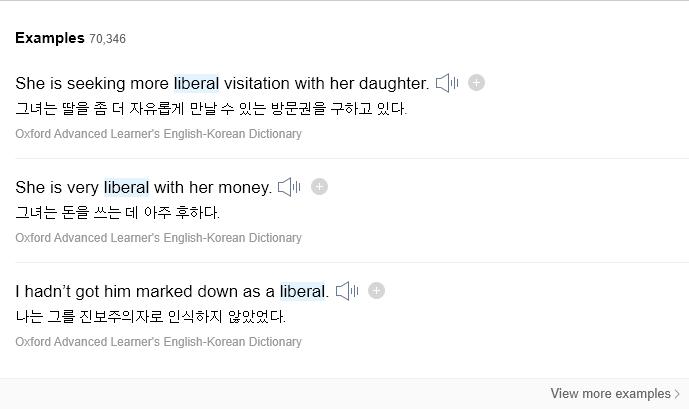 Examples 70,346
She is seeking more liberal visitation with her daughter.
그녀는 딸을 좀 더 자유롭게 만날 수 있는 방문권을 구하고 있다.
Oxford Advanced Learner's English-Korean Dictionary
She is very liberal with her money.
그녀는 돈을 쓰는 데 아주 후하다.
Oxford Advanced Learner's English-Korean Dictionary
I hadn’t got him marked down as a liberal.
나는 그를 진보주의자로 인식하지 않았었다.
Oxford Advanced Learner's English-Korean Dictionary
View more examples